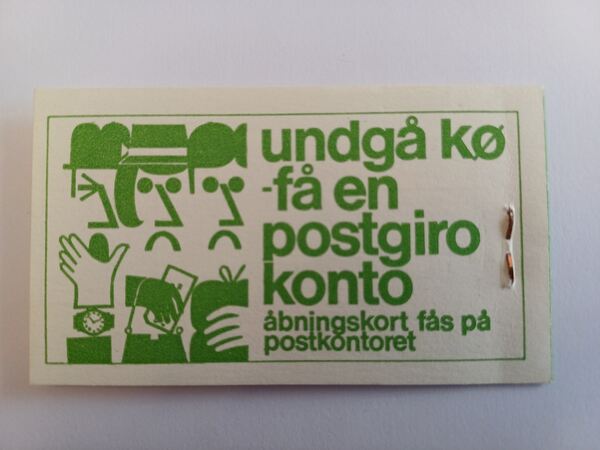 undgå kø
-få en
postgiro
konto
åbningskort fås på
postkontoret